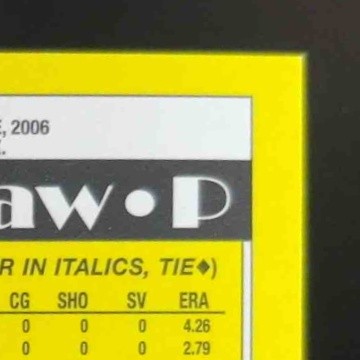 , 2006
aw • P
R IN ITALICS, TIE◆)
CG SHO SV ERA
0 0 0 4.26
0 0 0 2.79